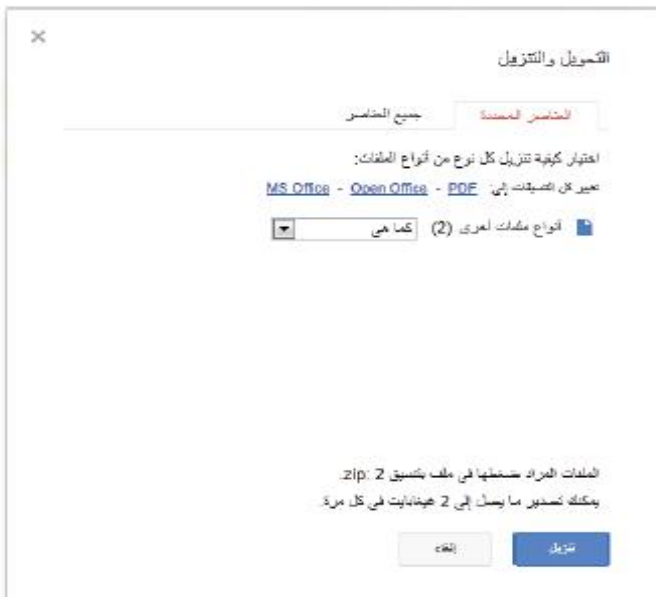 التحويل والتنزيل
العناصر المحددة جميع العناصر
اختيار كيفية تنزيل كل نوع من أنواع الملفات:
تغيير كل التنسيقات إلى: MS Office - Open Office - PDF
أنواع ملفات أخرى (2) كما هي
الملفات المراد ضغطها في ملف بتنسيق zip: 2.
يمكنك تصدير ما يصل إلى 2 غيغابايت في كل مرة.
تنزيل إلغاء